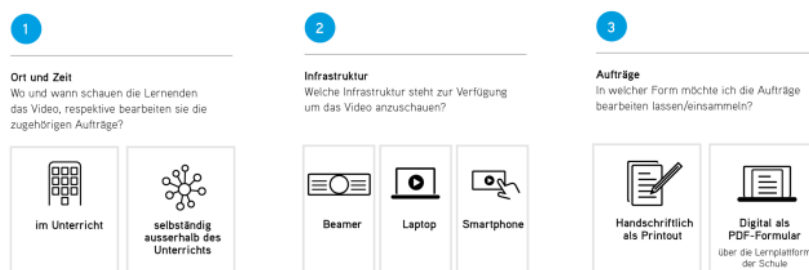 1
Ort und Zeit
Wo und wann schauen die Lernenden
das Video, respektive bearbeiten sie die
zugehörigen Aufträge?
im Unterricht
selbständig
ausserhalb des
Unterrichts
2
Infrastruktur
Welche Infrastruktur steht zur Verfügung
um das Video anzuschauen?
Beamer
Laptop
Smartphone
3
Aufträge
In welcher Form möchte ich die Aufträge
bearbeiten lassen/einsammeln?
Handschriftlich
als Printout
Digital als
PDF-Formular
über die Lernplattform
der Schule